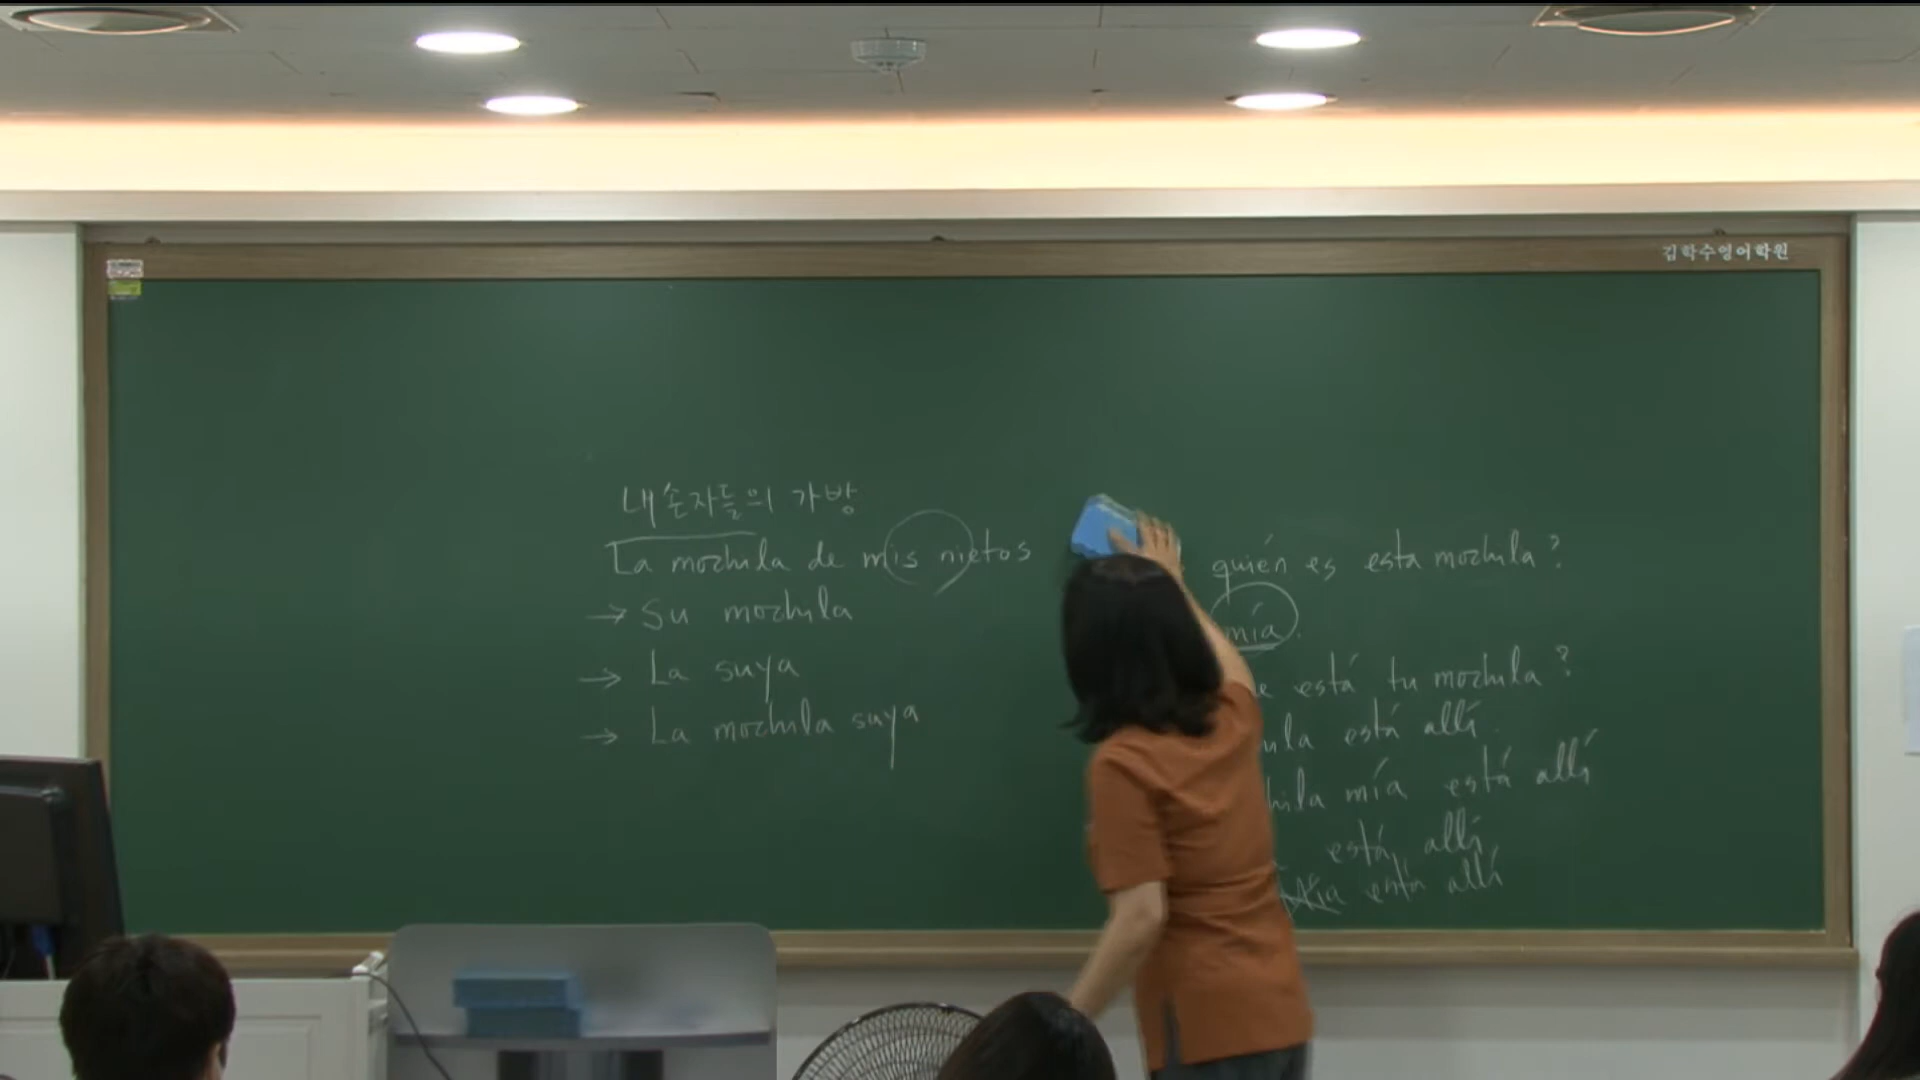 김학수영어학원
내 손자들의 가방
La mochila de mis nietos
→ Su mochila
→ La suya
→ La mochila suya
quién es esta mochila?
mía.
está tu mochila?
está allí.
mía está allí
está allí
Mía está allí